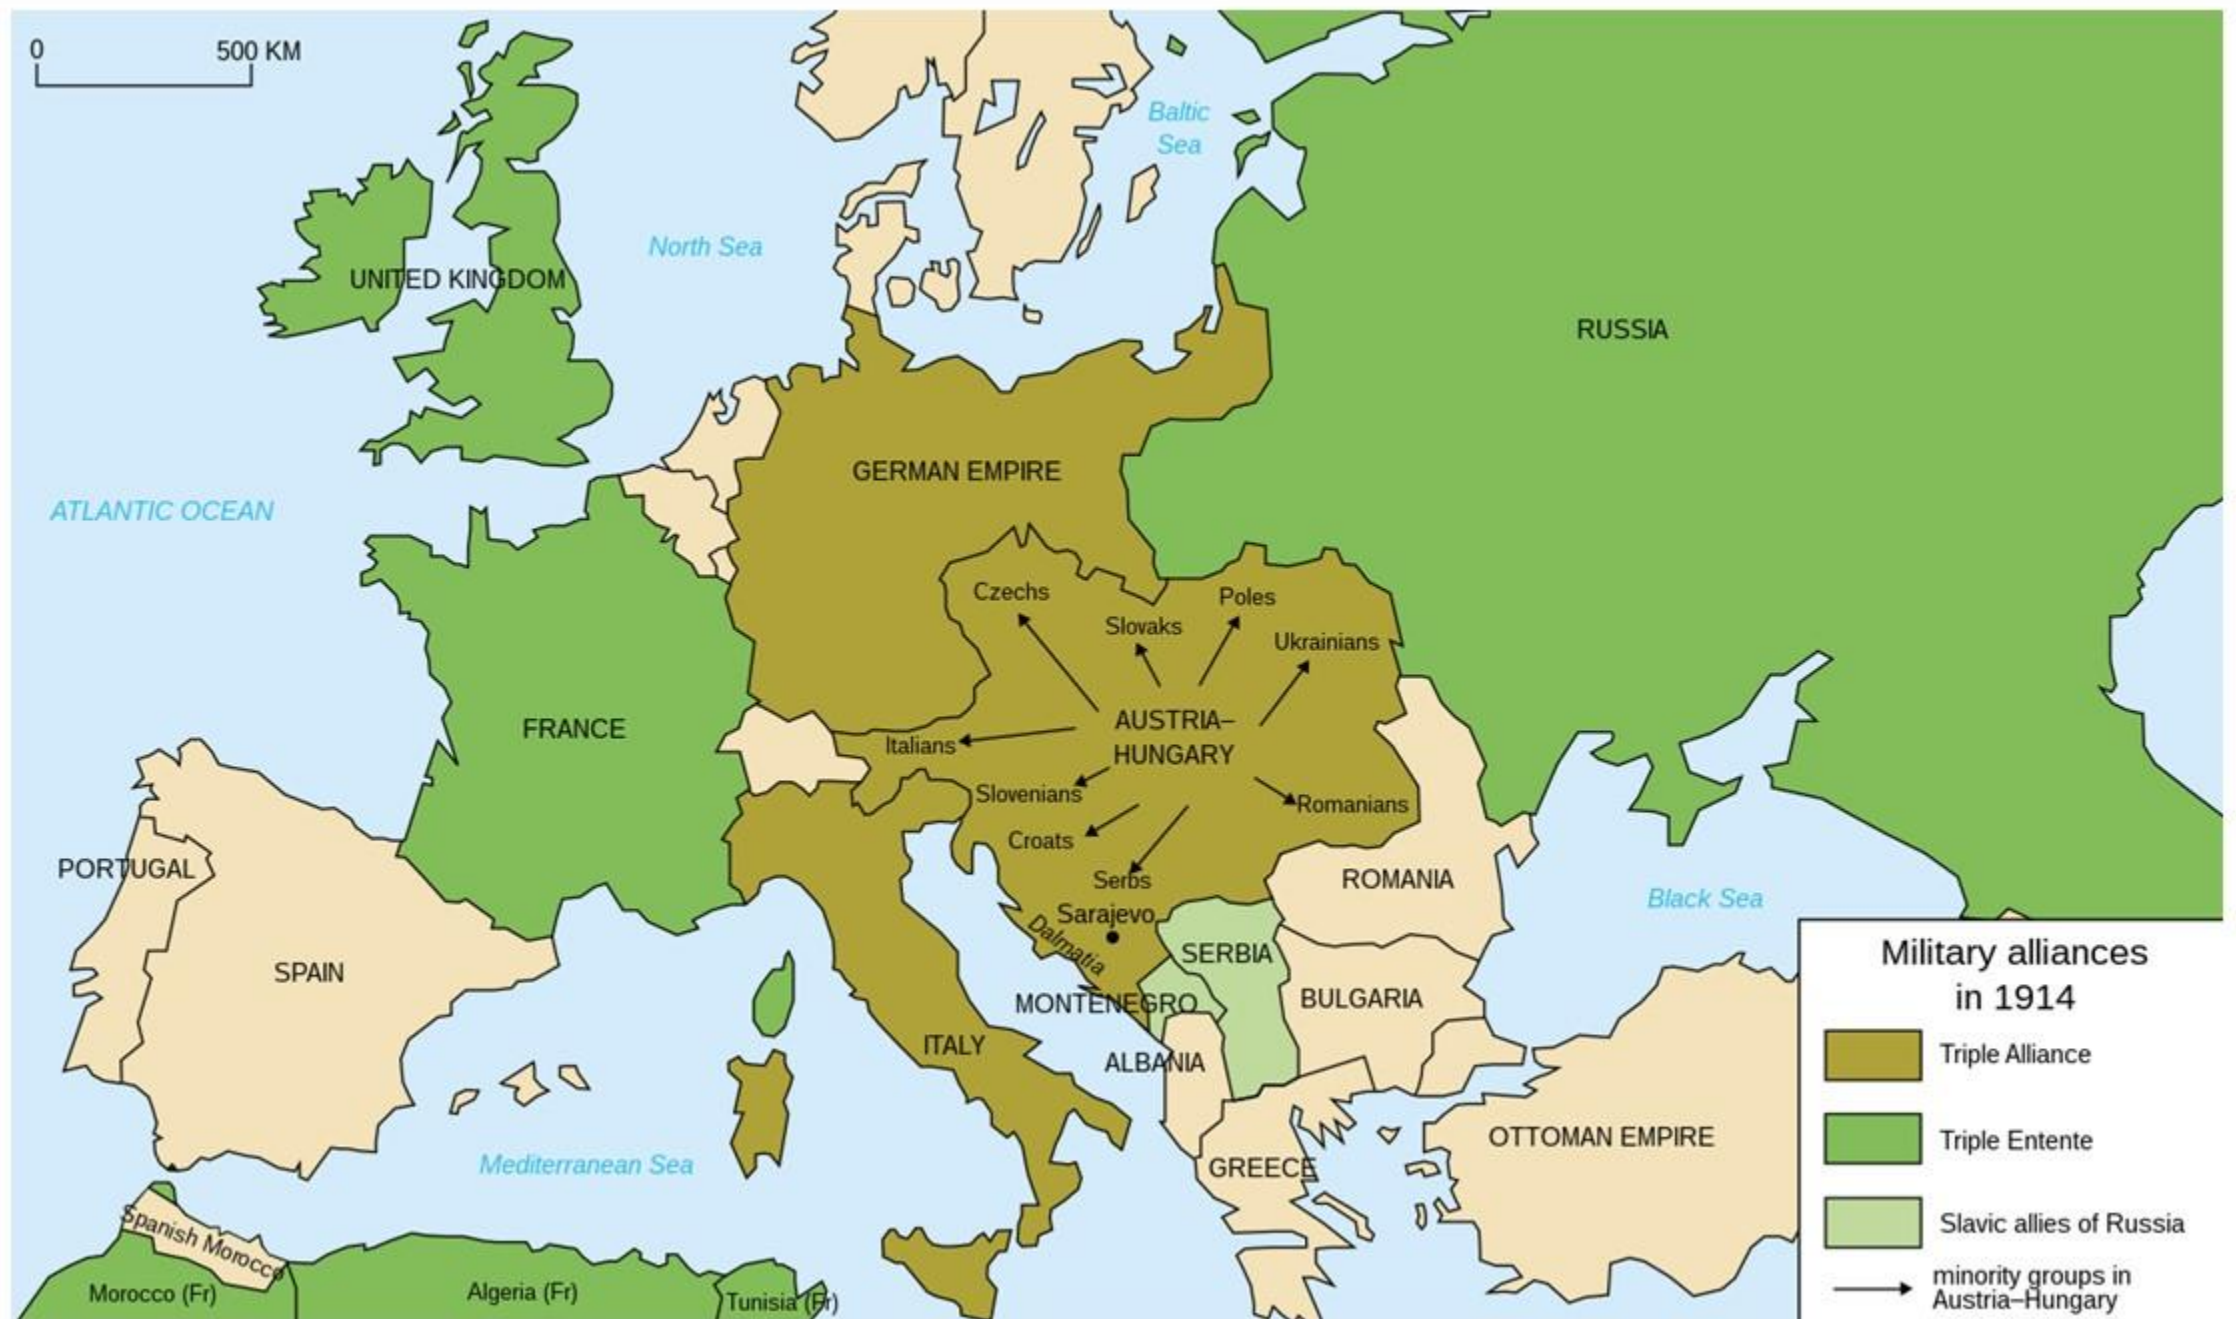 0 500 KM
Baltic
Sea
North Sea
UNITED KINGDOM
RUSSIA
GERMAN EMPIRE
ATLANTIC OCEAN
Czechs
Poles
Slovaks
Ukrainians
FRANCE
AUSTRIA–
HUNGARY
Italians
Slovenians
Romanians
Croats
PORTUGAL
Serbs
ROMANIA
Black Sea
Sarajevo
Dalmatia
SERBIA
SPAIN
MONTENEGRO
BULGARIA
ITALY
ALBANIA
OTTOMAN EMPIRE
Mediterranean Sea
GREECE
Spanish Morocco
Morocco (Fr)
Algeria (Fr)
Tunisia (Fr)
Military alliances
in 1914
Triple Alliance
Triple Entente
Slavic allies of Russia
minority groups in
Austria–Hungary